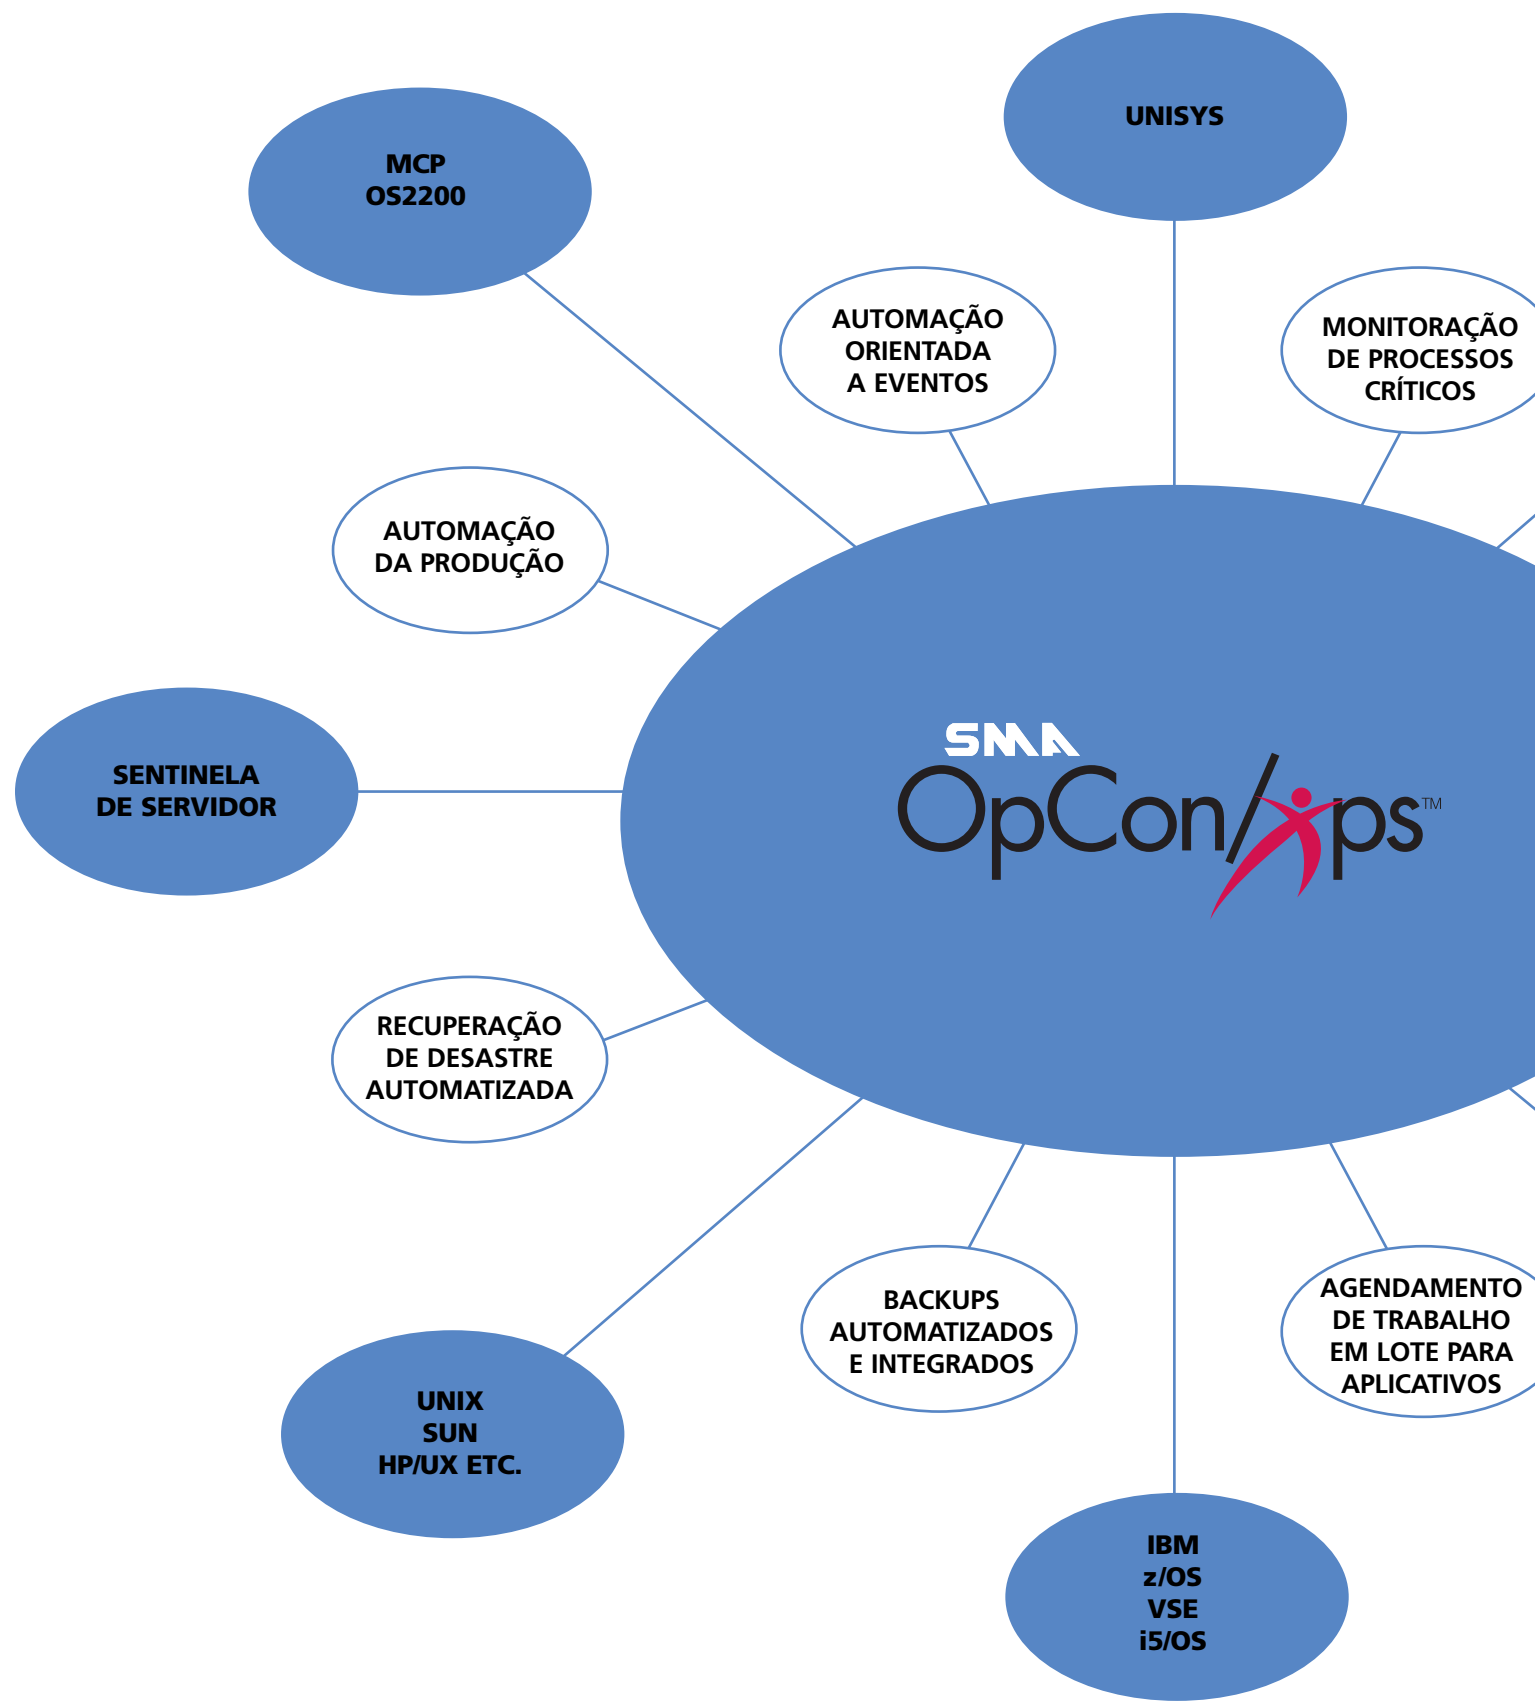 UNISYS
MCP
OS2200
AUTOMAÇÃO
ORIENTADA
A EVENTOS
MONITORAÇÃO
DE PROCESSOS
CRÍTICOS
AUTOMAÇÃO
DA PRODUÇÃO
SENTINELA
DE SERVIDOR
SMA
OpCon/xps™
RECUPERAÇÃO
DE DESASTRE
AUTOMATIZADA
BACKUPS
AUTOMATIZADOS
E INTEGRADOS
AGENDAMENTO
DE TRABALHO
EM LOTE PARA
APLICATIVOS
UNIX
SUN
HP/UX ETC.
IBM
z/OS
VSE
i5/OS